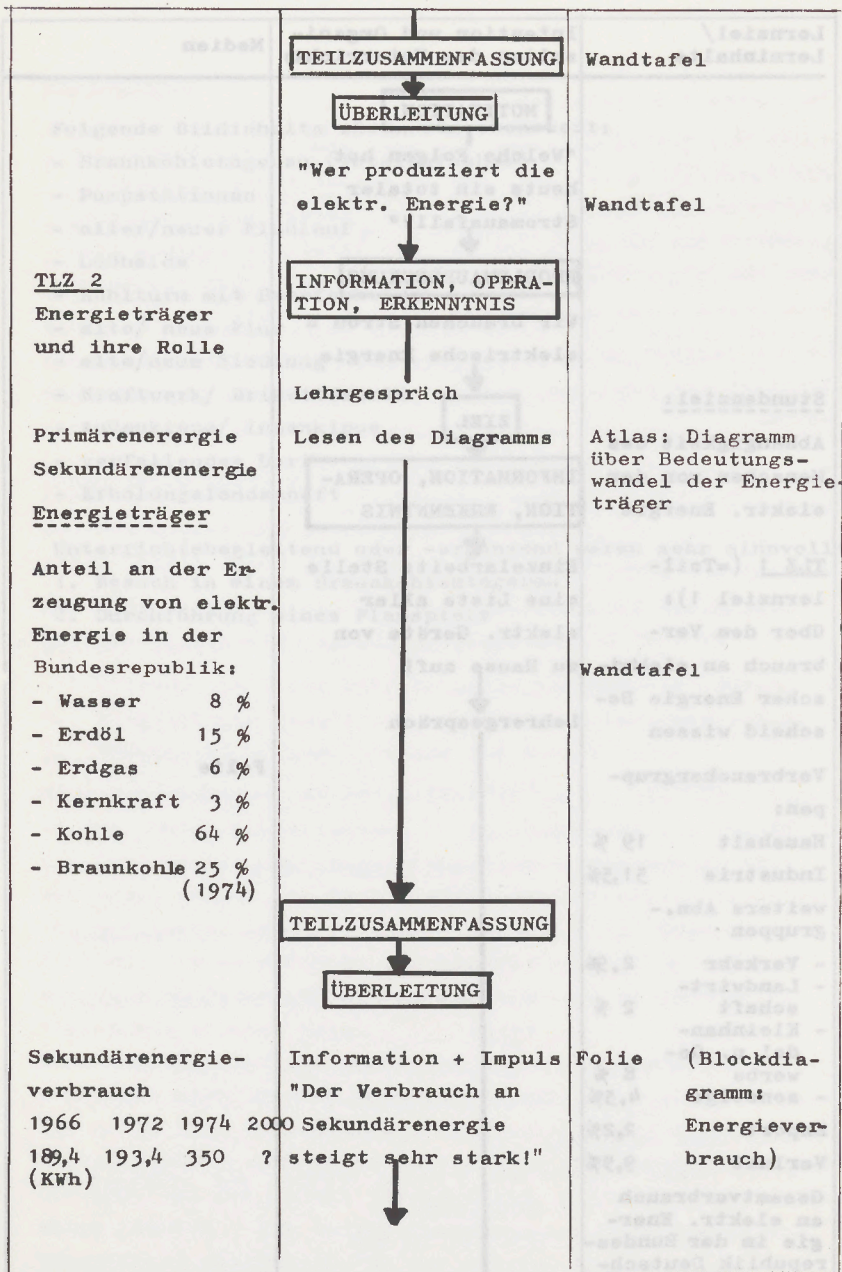 TEILZUSAMMENFASSUNG
Wandtafel
ÜBERLEITUNG
"Wer produziert die
elektr. Energie?"
Wandtafel
TLZ 2
Energieträger
und ihre Rolle
INFORMATION, OPERA-
TION, ERKENNTNIS
Lehrgespräch
Primärenerergie
Sekundärenenergie
Energieträger
Lesen des Diagramms
Atlas: Diagramm
über Bedeutungs-
wandel der Energie-
träger
Anteil an der Er-
zeugung von elektr.
Energie in der
Bundesrepublik:
- Wasser 8 %
- Erdöl 15 %
- Erdgas 6 %
- Kernkraft 3 %
- Kohle 64 %
- Braunkohle 25 %
(1974)
Wandtafel
TEILZUSAMMENFASSUNG
ÜBERLEITUNG
Sekundärenergie-
verbrauch
1966 1972 1974 2000
189,4 193,4 350 ?
(KWh)
Information + Impuls
"Der Verbrauch an
Sekundärenergie
steigt sehr stark!"
Folie (Blockdia-
gramm:
Energiever-
brauch)